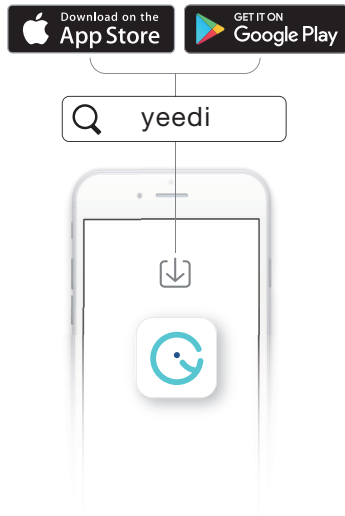 Download on the
App Store
GET IT ON
Google Play
yeedi